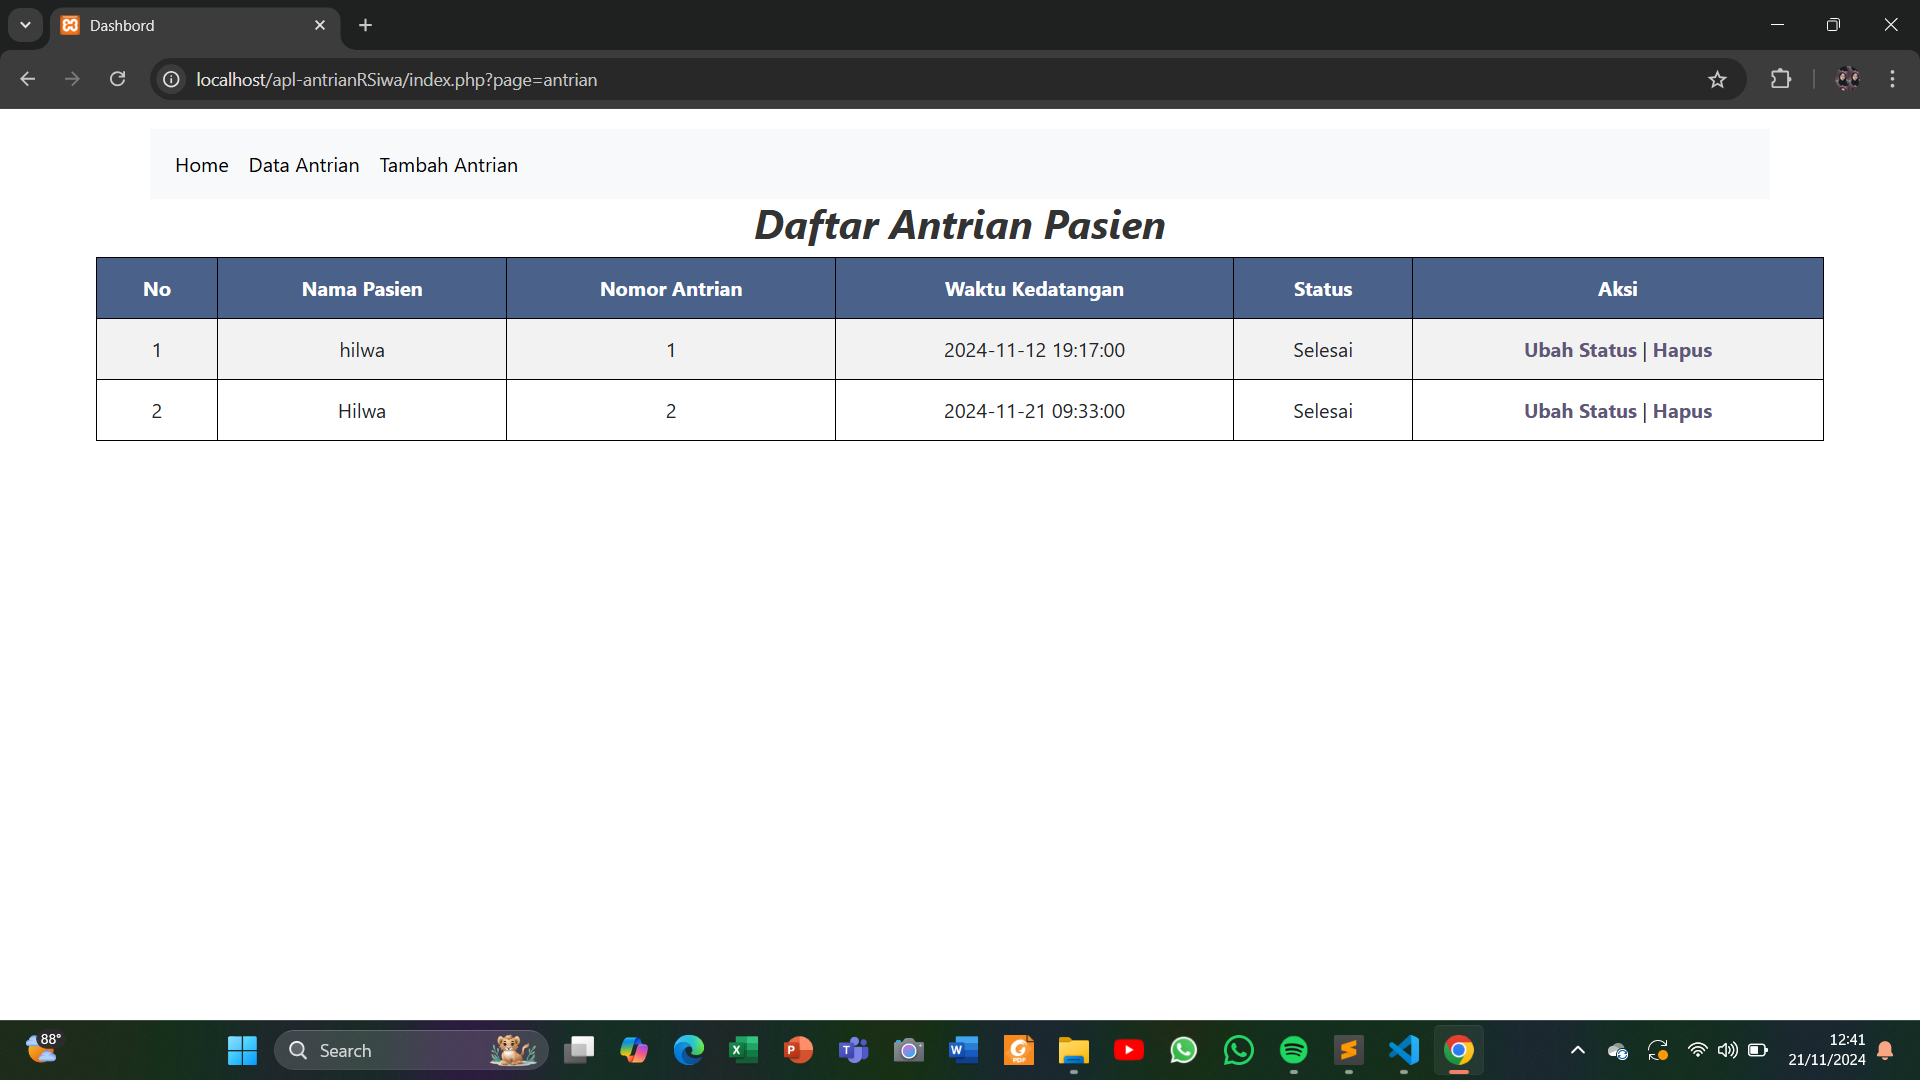 Dashbord
localhost/apl-antrianRSiwa/index.php?page=antrian
Home Data Antrian Tambah Antrian
Daftar Antrian Pasien
No Nama Pasien Nomor Antrian Waktu Kedatangan Status Aksi
1 hilwa 1 2024-11-12 19:17:00 Selesai Ubah Status | Hapus
2 Hilwa 2 2024-11-21 09:33:00 Selesai Ubah Status | Hapus
88°
Search
12:41
21/11/2024